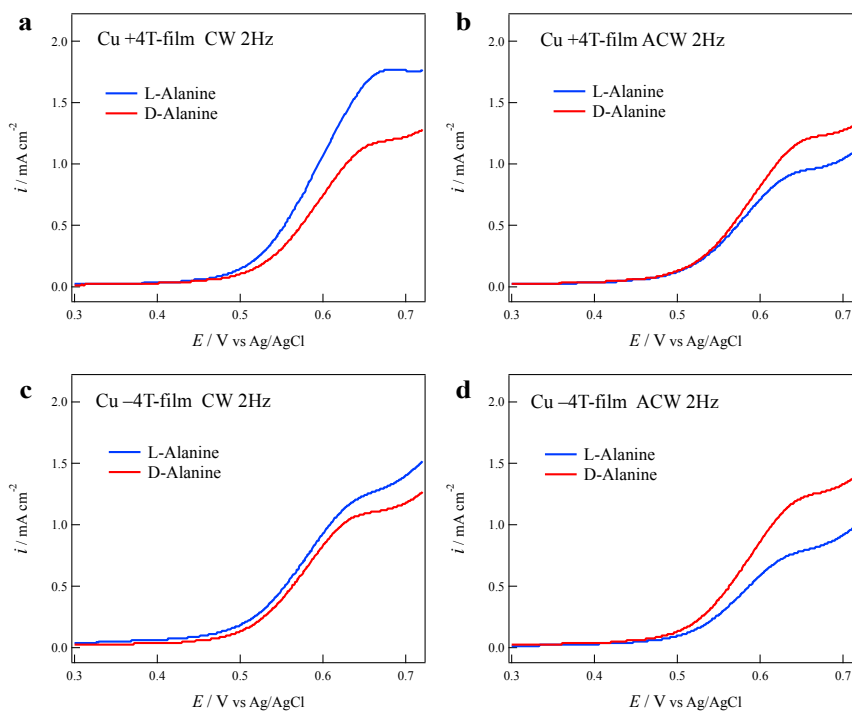 a
Cu +4T-film CW 2Hz
L-Alanine
D-Alanine
2.0
1.5
1.0
0.5
0.0
i / mA cm⁻²
0.3 0.4 0.5 0.6 0.7
E / V vs Ag/AgCl
b
Cu +4T-film ACW 2Hz
L-Alanine
D-Alanine
2.0
1.5
1.0
0.5
0.0
i / mA cm⁻²
0.3 0.4 0.5 0.6 0.7
E / V vs Ag/AgCl
c
Cu –4T-film CW 2Hz
L-Alanine
D-Alanine
2.0
1.5
1.0
0.5
0.0
i / mA cm⁻²
0.3 0.4 0.5 0.6 0.7
E / V vs Ag/AgCl
d
Cu –4T-film ACW 2Hz
L-Alanine
D-Alanine
2.0
1.5
1.0
0.5
0.0
i / mA cm⁻²
0.3 0.4 0.5 0.6 0.7
E / V vs Ag/AgCl